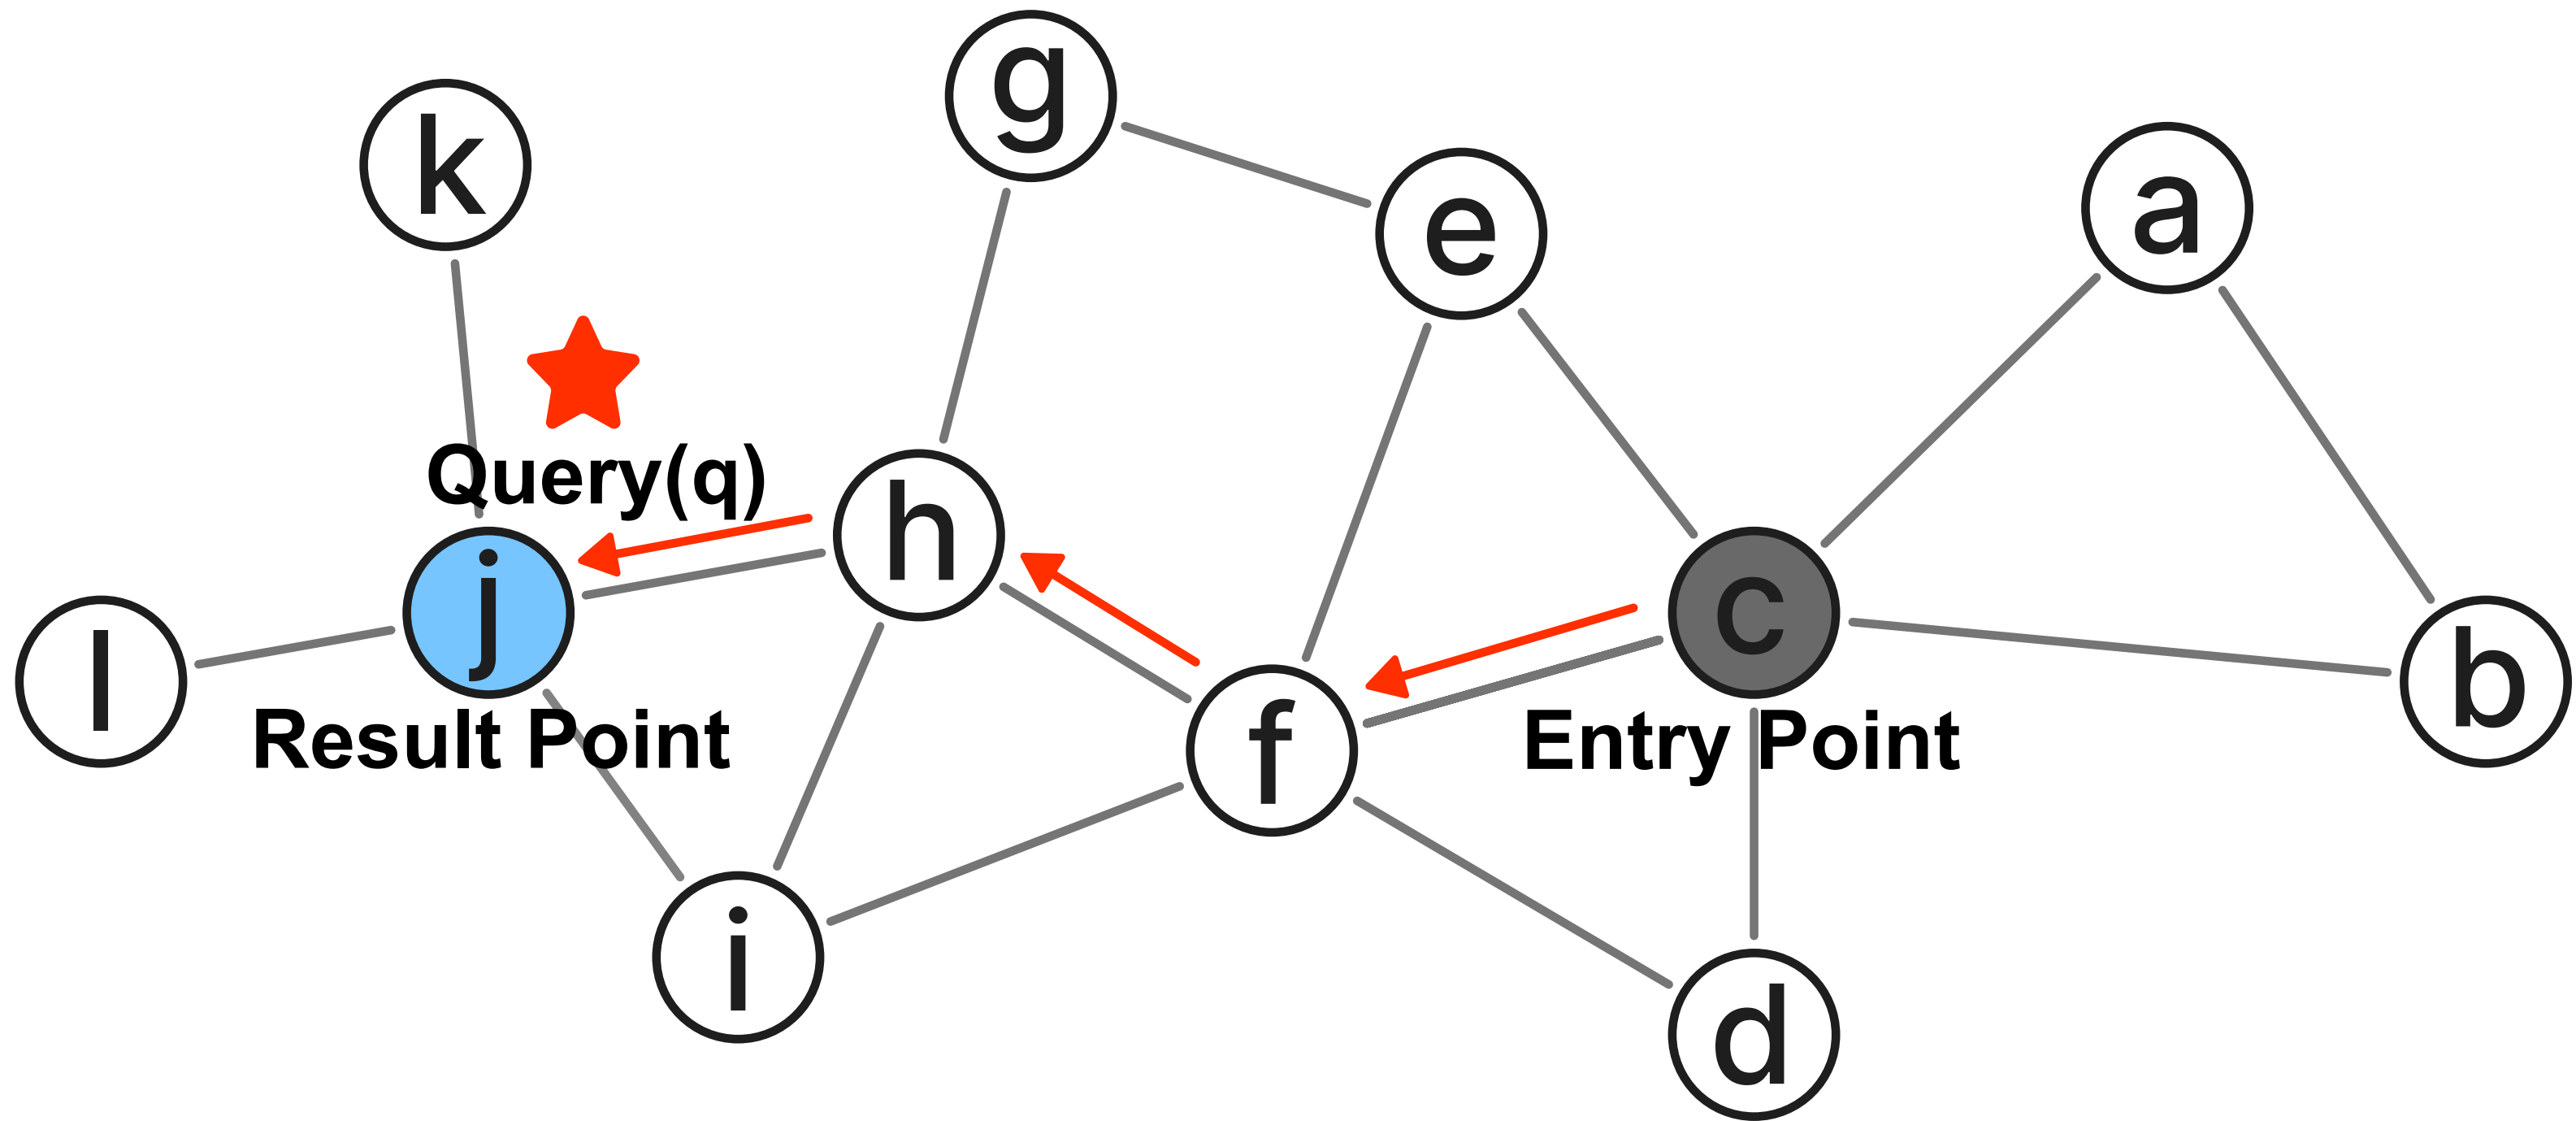 g
k
e
a
Query(q)
h
j
c
l
b
Result Point
f
Entry Point
i
d